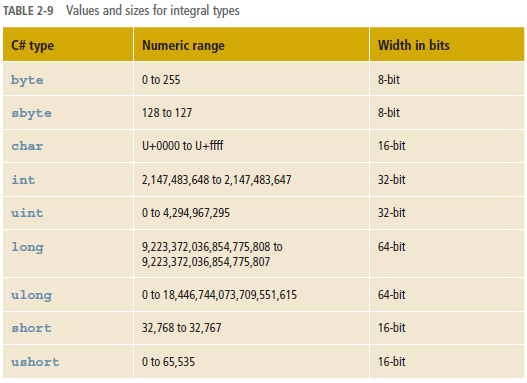 TABLE 2-9 Values and sizes for integral types
C# type Numeric range Width in bits
byte 0 to 255 8-bit
sbyte 128 to 127 8-bit
char U+0000 to U+ffff 16-bit
int 2,147,483,648 to 2,147,483,647 32-bit
uint 0 to 4,294,967,295 32-bit
long 9,223,372,036,854,775,808 to 64-bit
9,223,372,036,854,775,807
ulong 0 to 18,446,744,073,709,551,615 64-bit
short 32,768 to 32,767 16-bit
ushort 0 to 65,535 16-bit